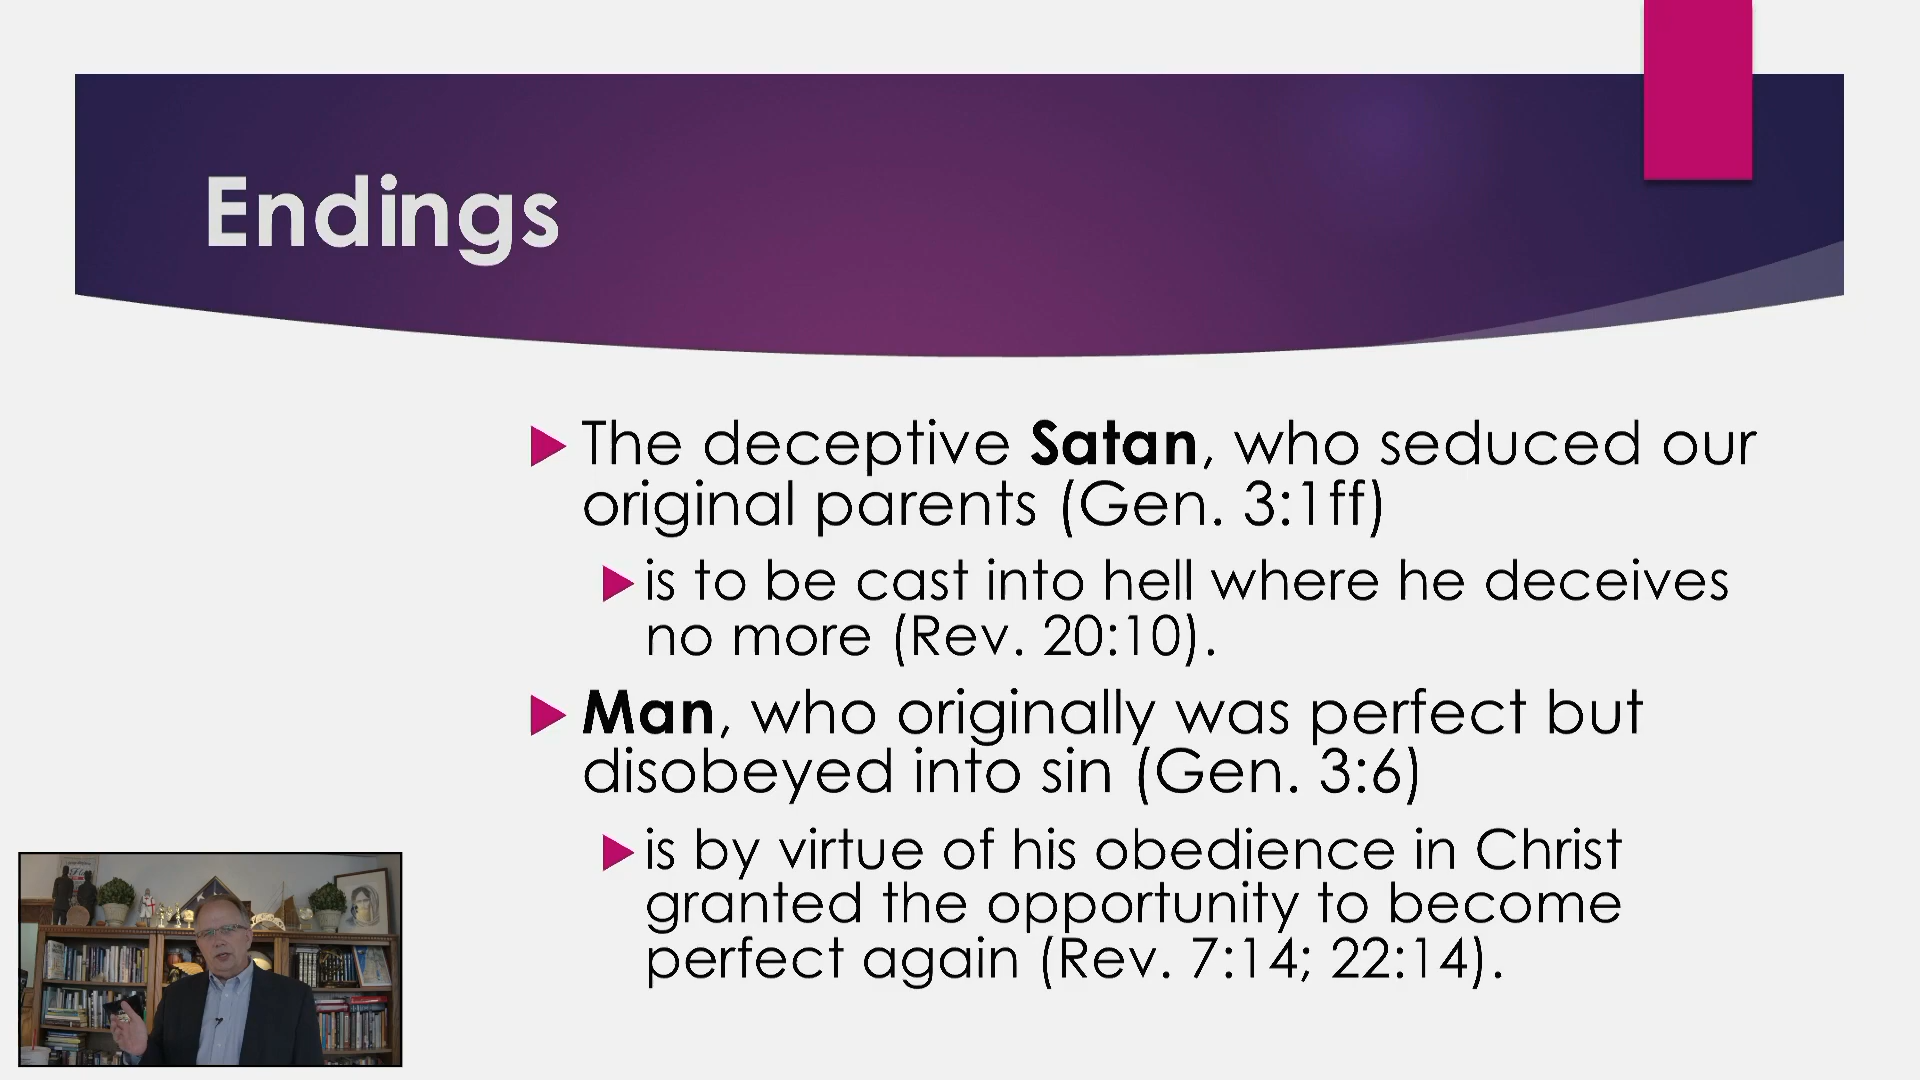 Endings
The deceptive Satan, who seduced our
original parents (Gen. 3:1ff)
is to be cast into hell where he deceives
no more (Rev. 20:10).
Man, who originally was perfect but
disobeyed into sin (Gen. 3:6)
is by virtue of his obedience in Christ
granted the opportunity to become
perfect again (Rev. 7:14; 22:14).